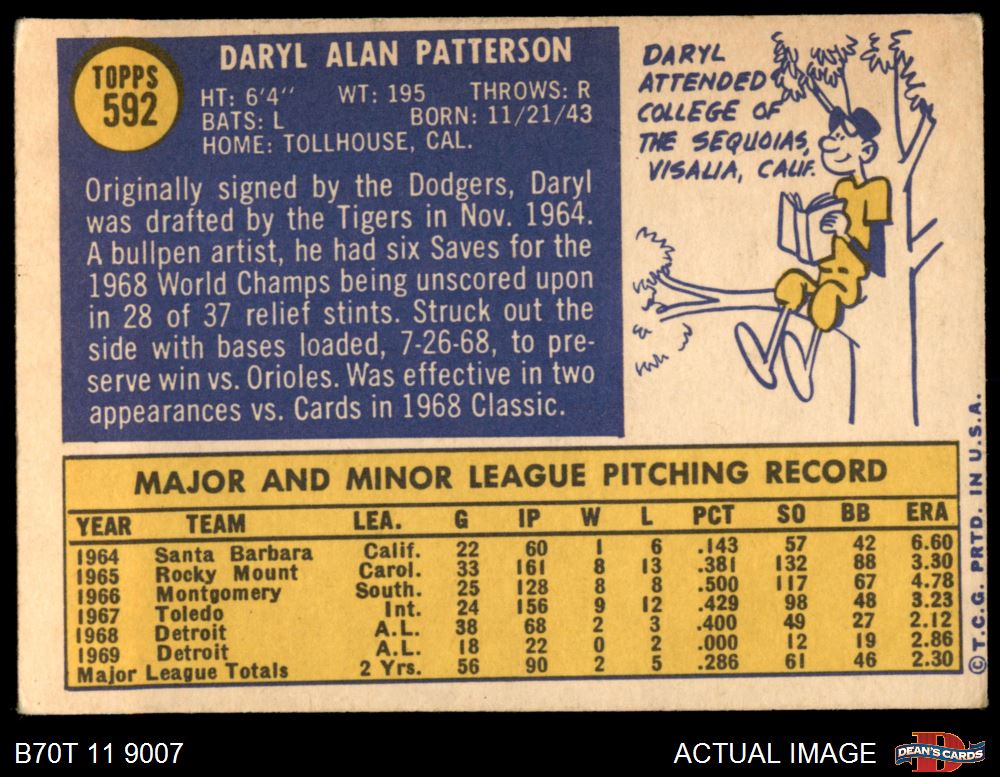 TOPPS
592
DARYL ALAN PATTERSON
HT: 6'4" WT: 195 THROWS: R
BATS: L BORN: 11/21/43
HOME: TOLLHOUSE, CAL.
Originally signed by the Dodgers, Daryl
was drafted by the Tigers in Nov. 1964.
A bullpen artist, he had six Saves for the
1968 World Champs being unscored upon
in 28 of 37 relief stints. Struck out the
side with bases loaded, 7-26-68, to pre-
serve win vs. Orioles. Was effective in two
appearances vs. Cards in 1968 Classic.
DARYL
ATTENDED
COLLEGE OF
THE SEQUOIAS,
VISALIA, CALIF.
MAJOR AND MINOR LEAGUE PITCHING RECORD
YEAR TEAM LEA. G IP W L PCT SO BB ERA
1964 Santa Barbara Calif. 22 60 1 6 .143 57 42 6.60
1965 Rocky Mount Carol. 33 161 8 13 .381 132 88 3.30
1966 Montgomery South. 25 128 8 8 .500 117 67 4.78
1967 Toledo Int. 24 156 9 12 .429 98 48 3.23
1968 Detroit A.L. 38 68 2 3 .400 49 27 2.12
1969 Detroit A.L. 18 22 0 2 .000 12 19 2.86
Major League Totals 2 Yrs. 56 90 2 5 .286 61 46 2.30
© T.C.G. PRTD. IN U.S.A.
B70T 11 9007
ACTUAL IMAGE
D
DEAN'S CARDS